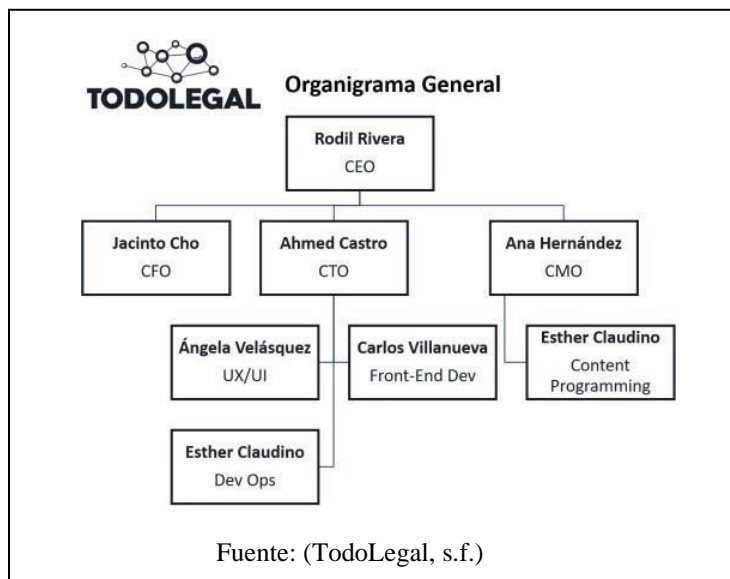 TODOLEGAL
Organigrama General
Rodil Rivera
CEO
Jacinto Cho
CFO
Ahmed Castro
CTO
Ana Hernández
CMO
Ángela Velásquez
UX/UI
Carlos Villanueva
Front-End Dev
Esther Claudino
Content
Programming
Esther Claudino
Dev Ops
Fuente: (TodoLegal, s.f.)